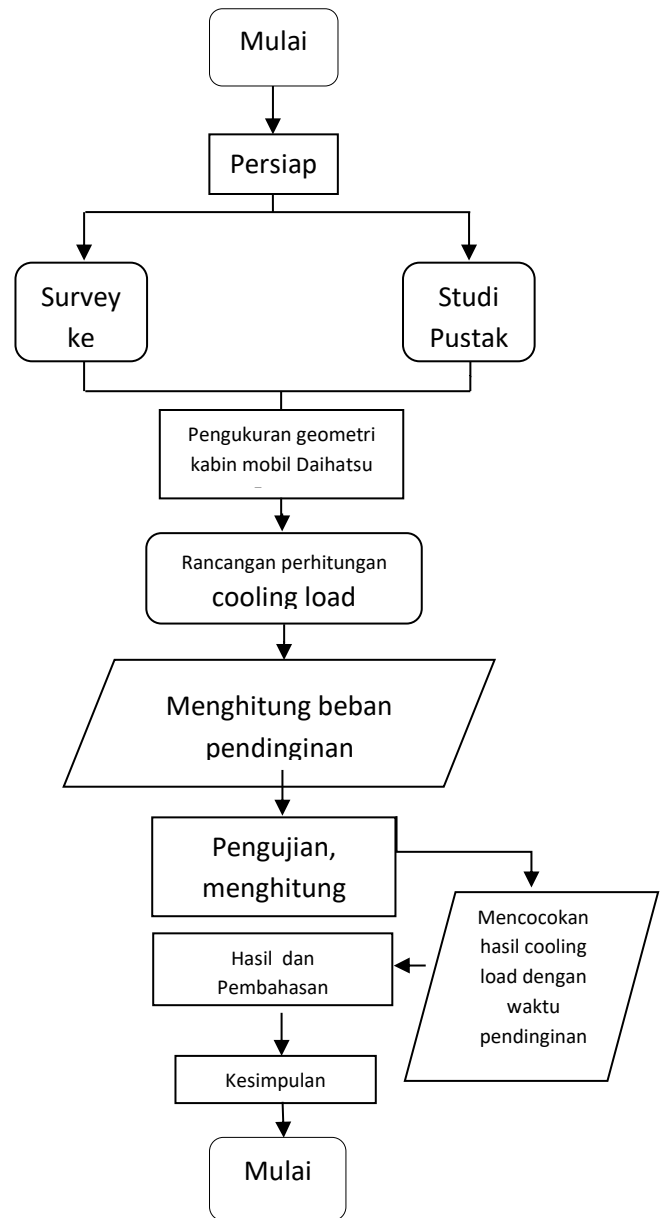 Mulai
Persiap
Survey
ke
Studi
Pustak
Pengukuran geometri
kabin mobil Daihatsu
Rancangan perhitungan
cooling load
Menghitung beban
pendinginan
Pengujian,
menghitung
Mencocokan
hasil cooling
load dengan
waktu
pendinginan
Hasil dan
Pembahasan
Kesimpulan
Mulai